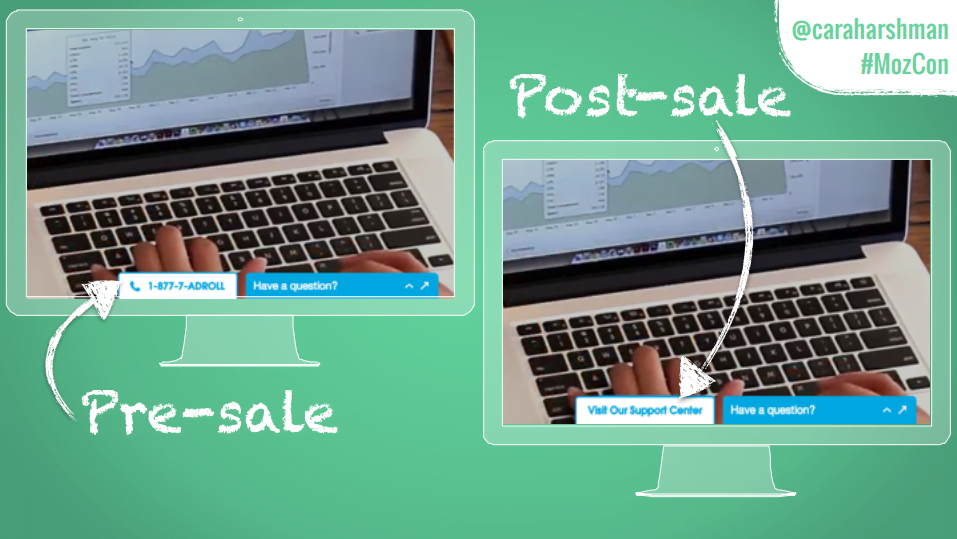 @caraharshman
#MozCon
Post-sale
1-877-7-ADROLL
Have a question?
Pre-sale
Visit Our Support Center
Have a question?